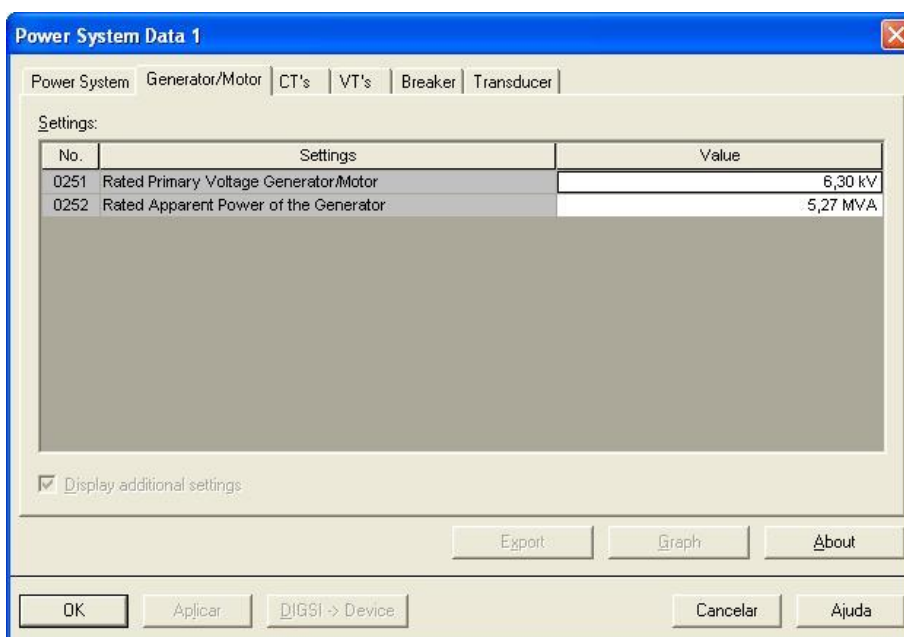 Power System Data 1
Power System Generator/Motor CT's VT's Breaker Transducer
Settings:
No. Settings Value
0251 Rated Primary Voltage Generator/Motor 6,30 kV
0252 Rated Apparent Power of the Generator 5,27 MVA
Display additional settings
Export Graph About
OK Aplicar DIGSI -> Device Cancelar Ajuda